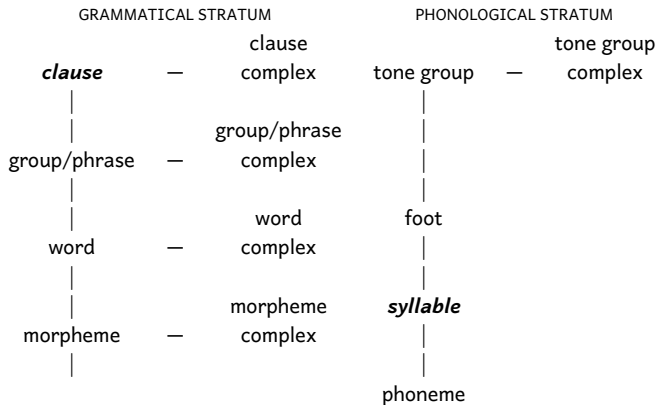 GRAMMATICAL STRATUM PHONOLOGICAL STRATUM
clause tone group
clause — complex tone group — complex
group/phrase
group/phrase — complex
word foot
word — complex
morpheme syllable
morpheme — complex
phoneme